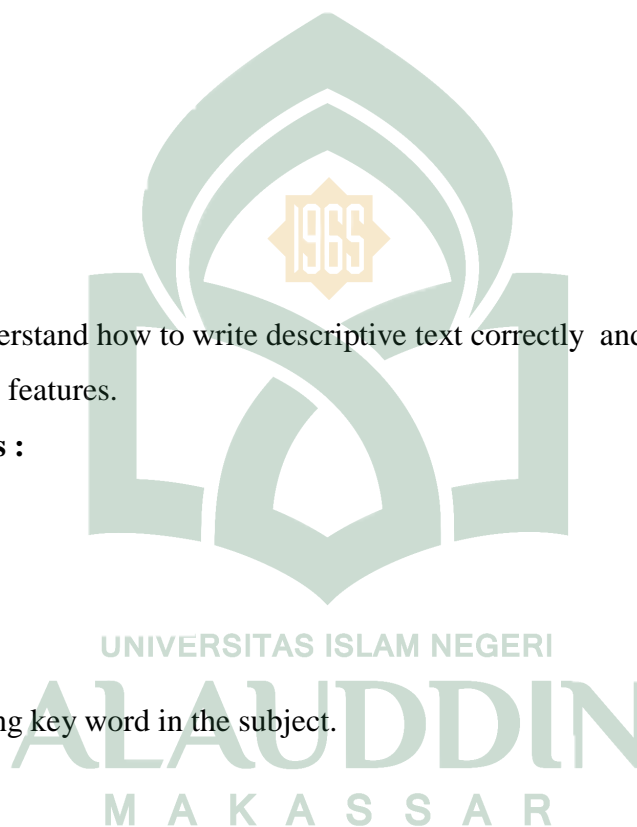 1965
erstand how to write descriptive text correctly  and
features.
s :
UNIVERSITAS ISLAM NEGERI
ng key word in the subject.
ALAUDDIN
MAKASSAR